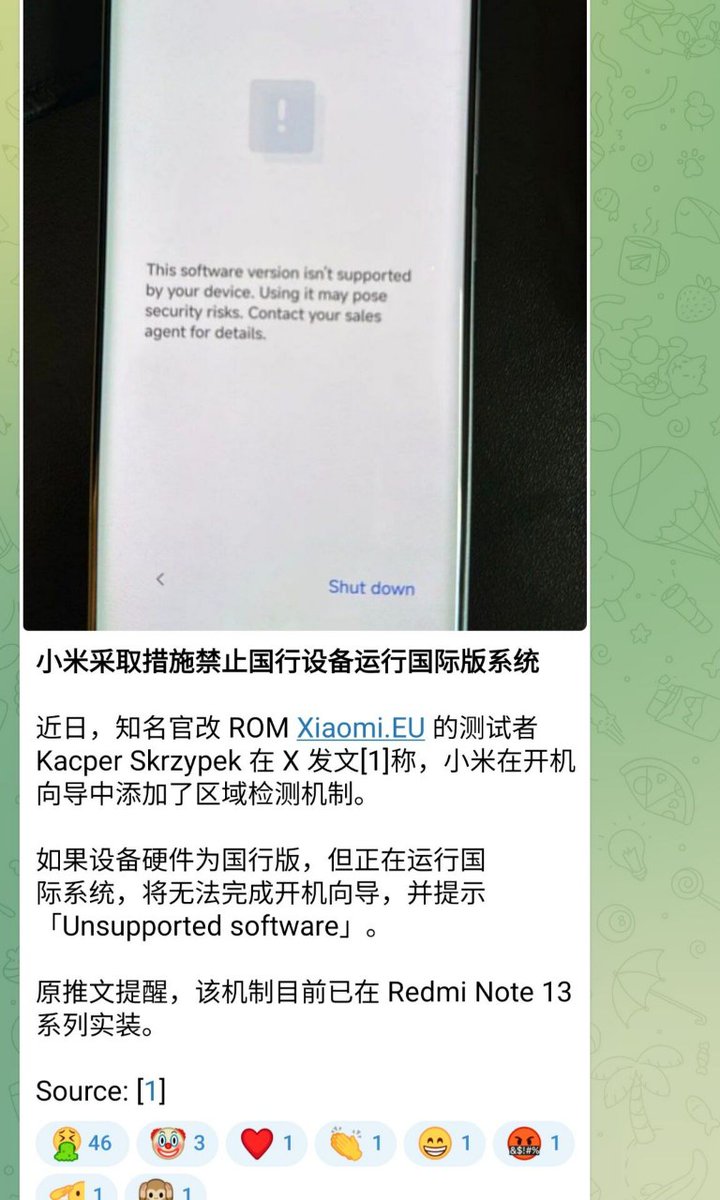 This software version isn't supported
by your device. Using it may pose
security risks. Contact your sales
agent for details.
Shut down
小米采取措施禁止国行设备运行国际版系统
近日，知名官改 ROM Xiaomi.EU 的测试者
Kacper Skrzypek 在 X 发文[1]称，小米在开机
向导中添加了区域检测机制。
如果设备硬件为国行版，但正在运行国
际系统，将无法完成开机向导，并提示
「Unsupported software」。
原推文提醒，该机制目前已在 Redmi Note 13
系列实装。
Source: [1]
46 3 1 1 1 1
1 1